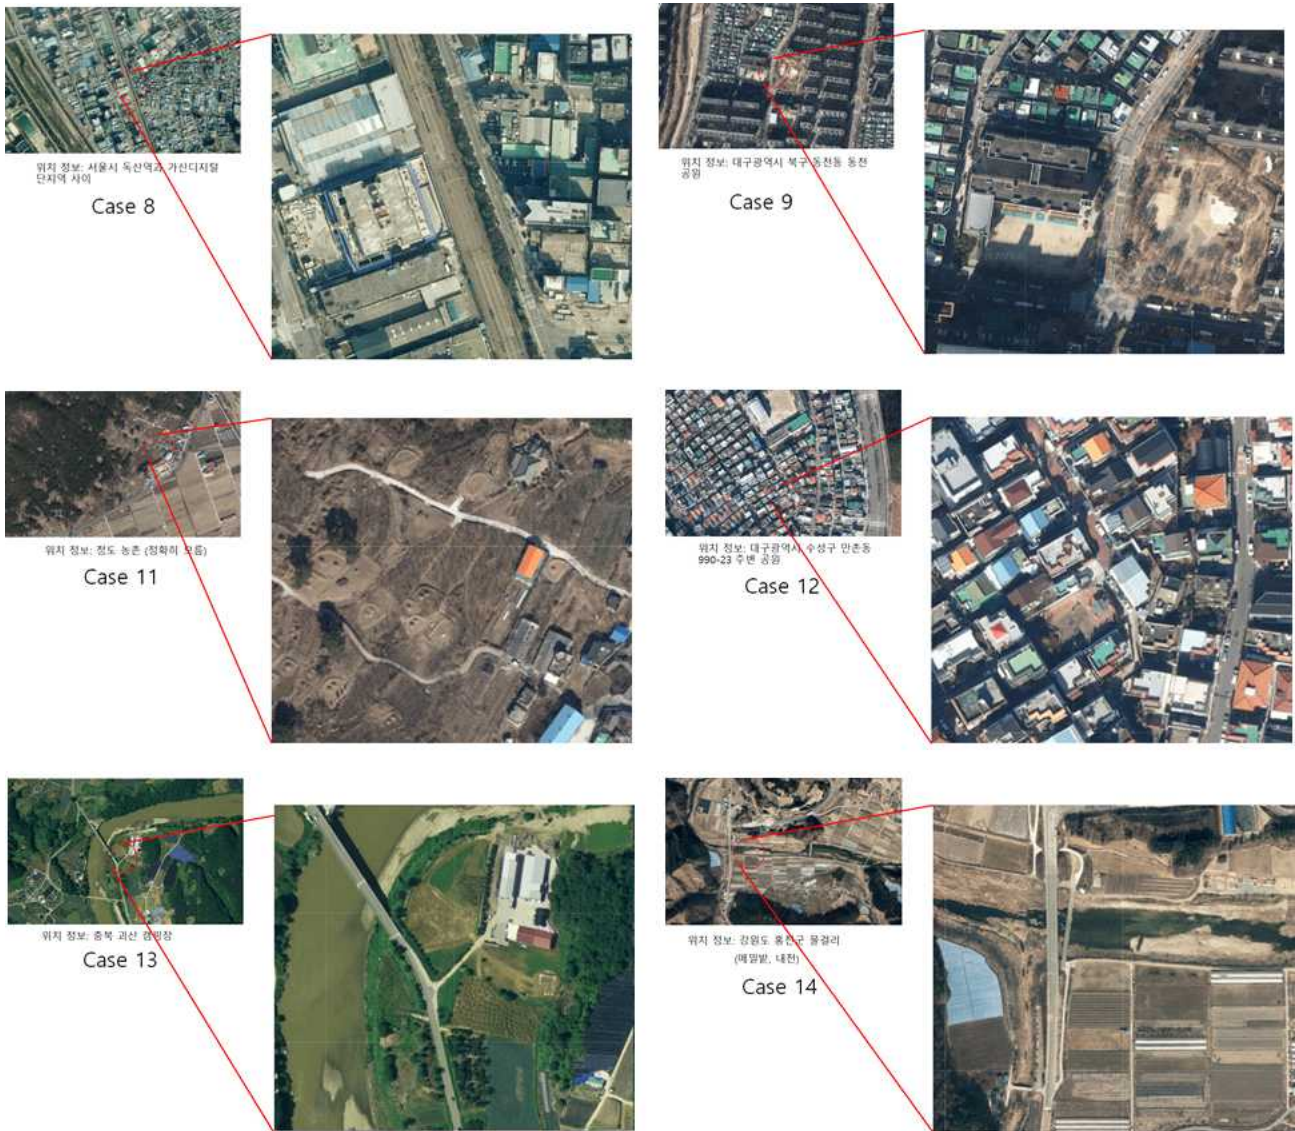 위치 정보: 서울시 독산역과 가산디지털
단지역 사이
Case 8
위치 정보: 대구광역시 북구 동천동 동천
공원
Case 9
위치 정보: 청도 농촌 (정확히 모름)
Case 11
위치 정보: 대구광역시 수성구 만촌동
990-23 주변 공원
Case 12
위치 정보: 충북 괴산 캠핑장
Case 13
위치 정보: 강원도 홍천군 물걸리
(메밀밭, 내천)
Case 14